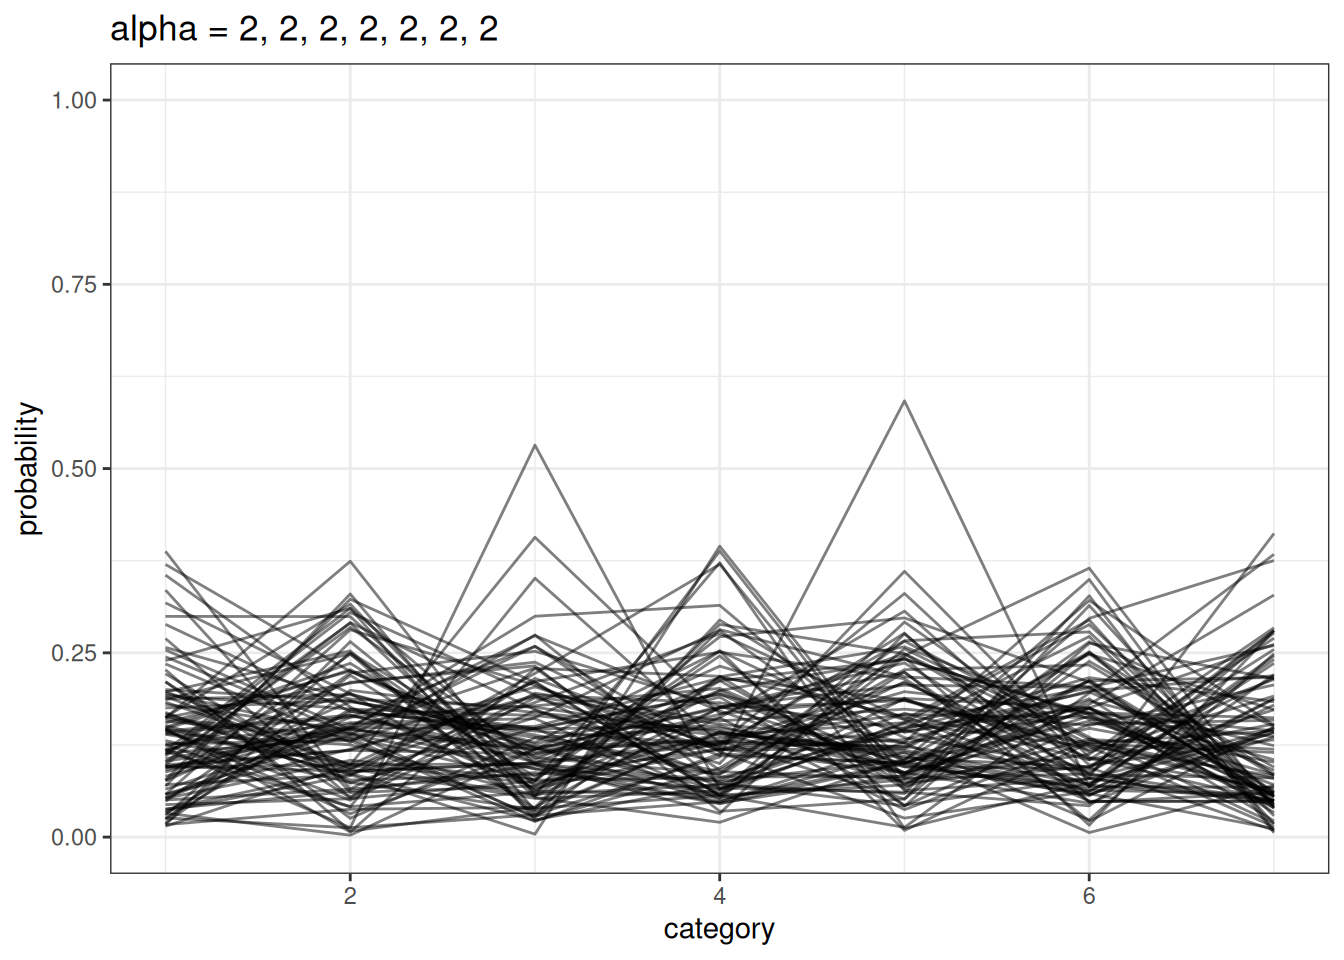 alpha = 2, 2, 2, 2, 2, 2, 2
1.00
0.75
0.50
0.25
0.00
probability
2 4 6
category